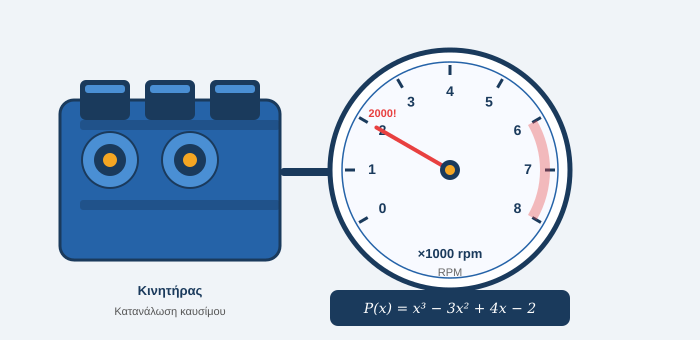 4
3
5
2000!
2
6
1
7
0
8
×1000 rpm
RPM
Κινητήρας
Κατανάλωση καυσίμου
P(x) = x³ − 3x² + 4x − 2